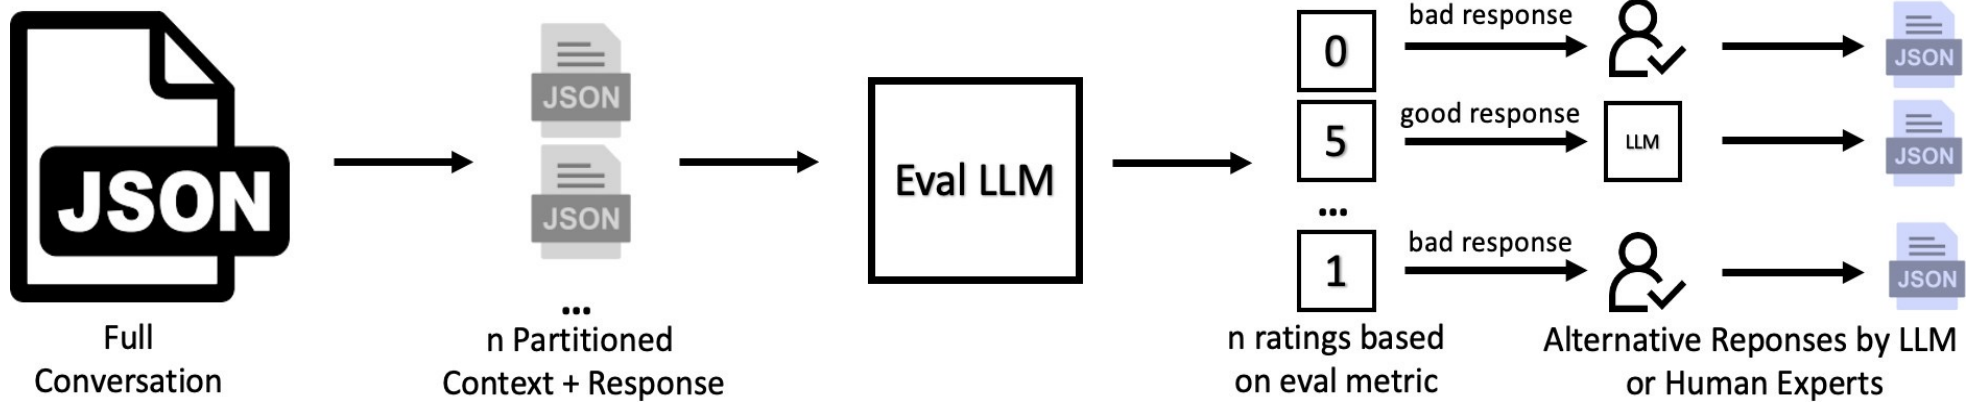 JSON
Full
Conversation
JSON
JSON
...
n Partitioned
Context + Response
Eval LLM
0
5
...
1
n ratings based
on eval metric
bad response
good response
LLM
bad response
JSON
JSON
JSON
Alternative Reponses by LLM
or Human Experts